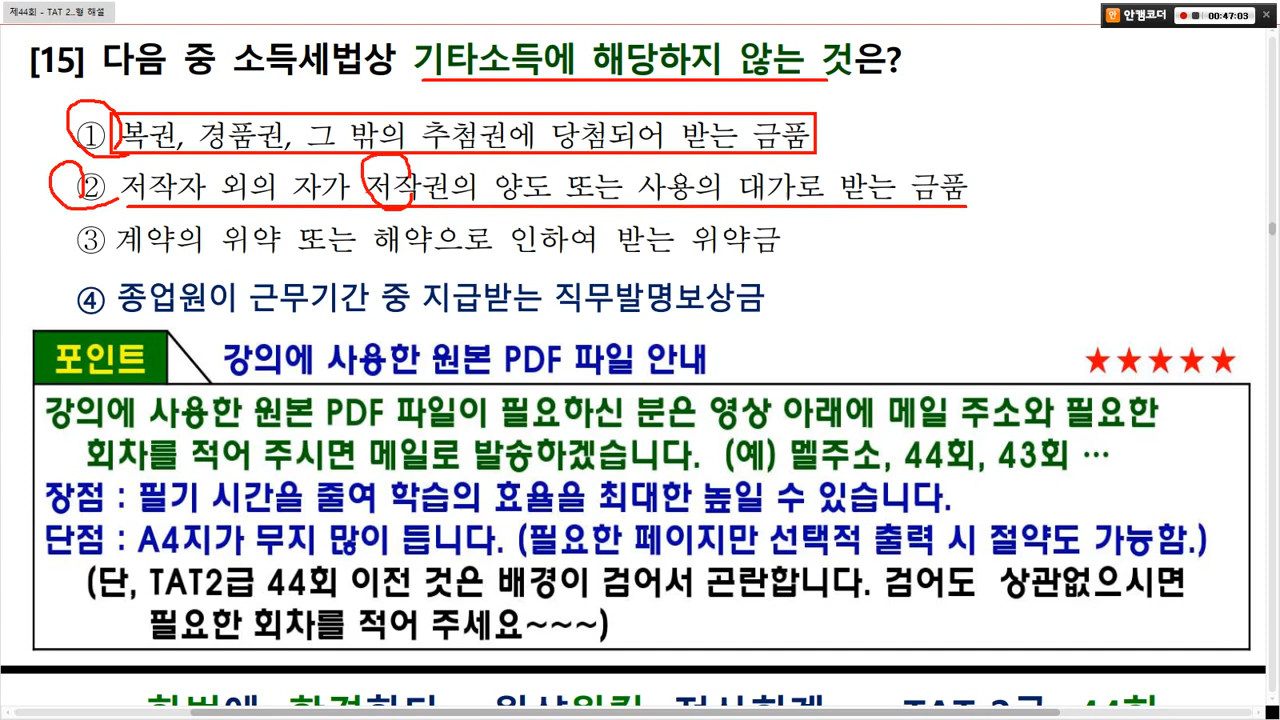 제44회 - TAT 2...형 해설
안캠코더 00:47:03
[15] 다음 중 소득세법상 기타소득에 해당하지 않는 것은?
① 복권, 경품권, 그 밖의 추첨권에 당첨되어 받는 금품
② 저작자 외의 자가 저작권의 양도 또는 사용의 대가로 받는 금품
③ 계약의 위약 또는 해약으로 인하여 받는 위약금
④ 종업원이 근무기간 중 지급받는 직무발명보상금
포인트 강의에 사용한 원본 PDF 파일 안내 ★★★★★
강의에 사용한 원본 PDF 파일이 필요하신 분은 영상 아래에 메일 주소와 필요한
회차를 적어 주시면 메일로 발송하겠습니다. (예) 멜주소, 44회, 43회 ···
장점 : 필기 시간을 줄여 학습의 효율을 최대한 높일 수 있습니다.
단점 : A4지가 무지 많이 듭니다. (필요한 페이지만 선택적 출력 시 절약도 가능함.)
(단, TAT2급 44회 이전 것은 배경이 검어서 곤란합니다. 검어도 상관없으시면
필요한 회차를 적어 주세요~~~)